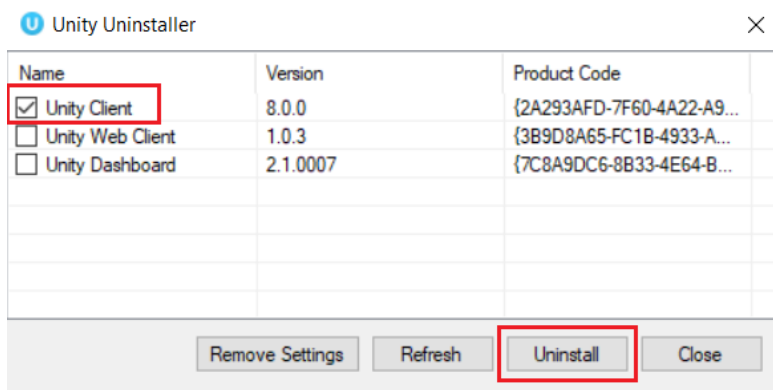 Unity Uninstaller
Name Version Product Code
Unity Client 8.0.0 {2A293AFD-7F60-4A22-A9...
Unity Web Client 1.0.3 {3B9D8A65-FC1B-4933-A...
Unity Dashboard 2.1.0007 {7C8A9DC6-8B33-4E64-B...
Remove Settings Refresh Uninstall Close